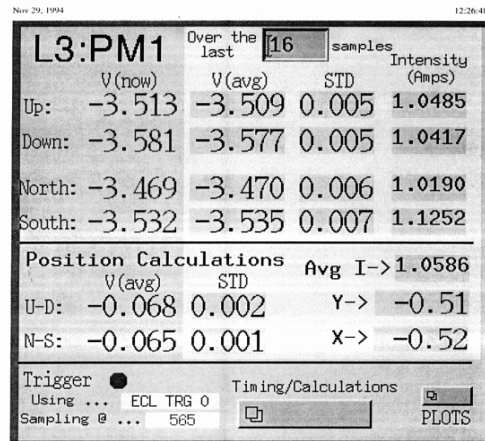 Nov 29, 1994 12:26:48
L3:PM1 Over the last 16 samples
Intensity (Amps)
V(now) V(avg) STD
Up: -3.513 -3.509 0.005 1.0485
Down: -3.581 -3.577 0.005 1.0417
North: -3.469 -3.470 0.006 1.0190
South: -3.532 -3.535 0.007 1.1252
Position Calculations Avg I-> 1.0586
V(avg) STD
U-D: -0.068 0.002 Y-> -0.51
N-S: -0.065 0.001 X-> -0.52
Trigger
Using ... ECL TRG 0
Sampling @ ... 565
Timing/Calculations
PLOTS